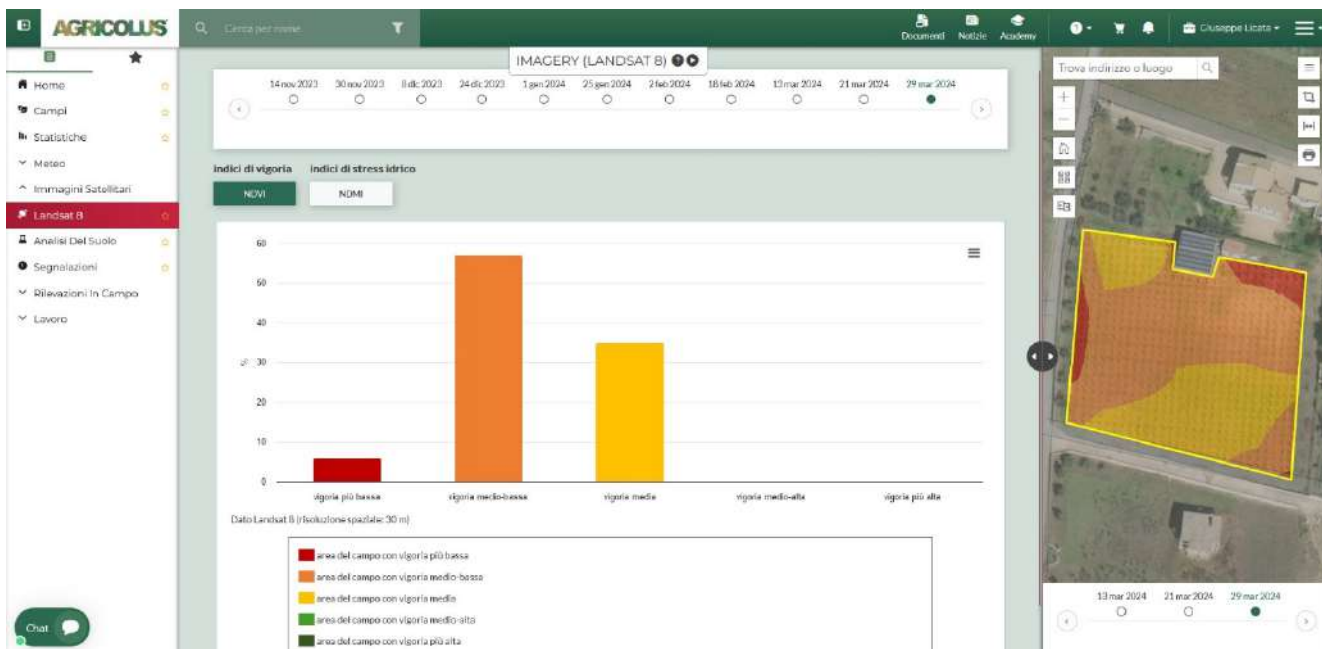 AGRICOLUS
Cerca per nome
Documenti
Notizie
Academy
Giuseppe Licata
Home
Campi
Statistiche
Meteo
Immagini Satellitari
Landsat 8
Analisi Del Suolo
Segnalazioni
Rilevazioni In Campo
Lavoro
Chat
IMAGERY (LANDSAT 8)
14 nov 2023 30 nov 2023 8 dic 2023 24 dic 2023 1 gen 2024 25 gen 2024 2 feb 2024 18 feb 2024 13 mar 2024 21 mar 2024 29 mar 2024
indici di vigoria indici di stress idrico
NDVI NDMI
60
50
40
% 30
20
10
0
vigoria più bassa vigoria medio-bassa vigoria media vigoria medio-alta vigoria più alta
Dato Landsat 8 (risoluzione spaziale: 30 m)
area del campo con vigoria più bassa
area del campo con vigoria medio-bassa
area del campo con vigoria media
area del campo con vigoria medio-alta
area del campo con vigoria più alta
Trova indirizzo o luogo
13 mar 2024 21 mar 2024 29 mar 2024